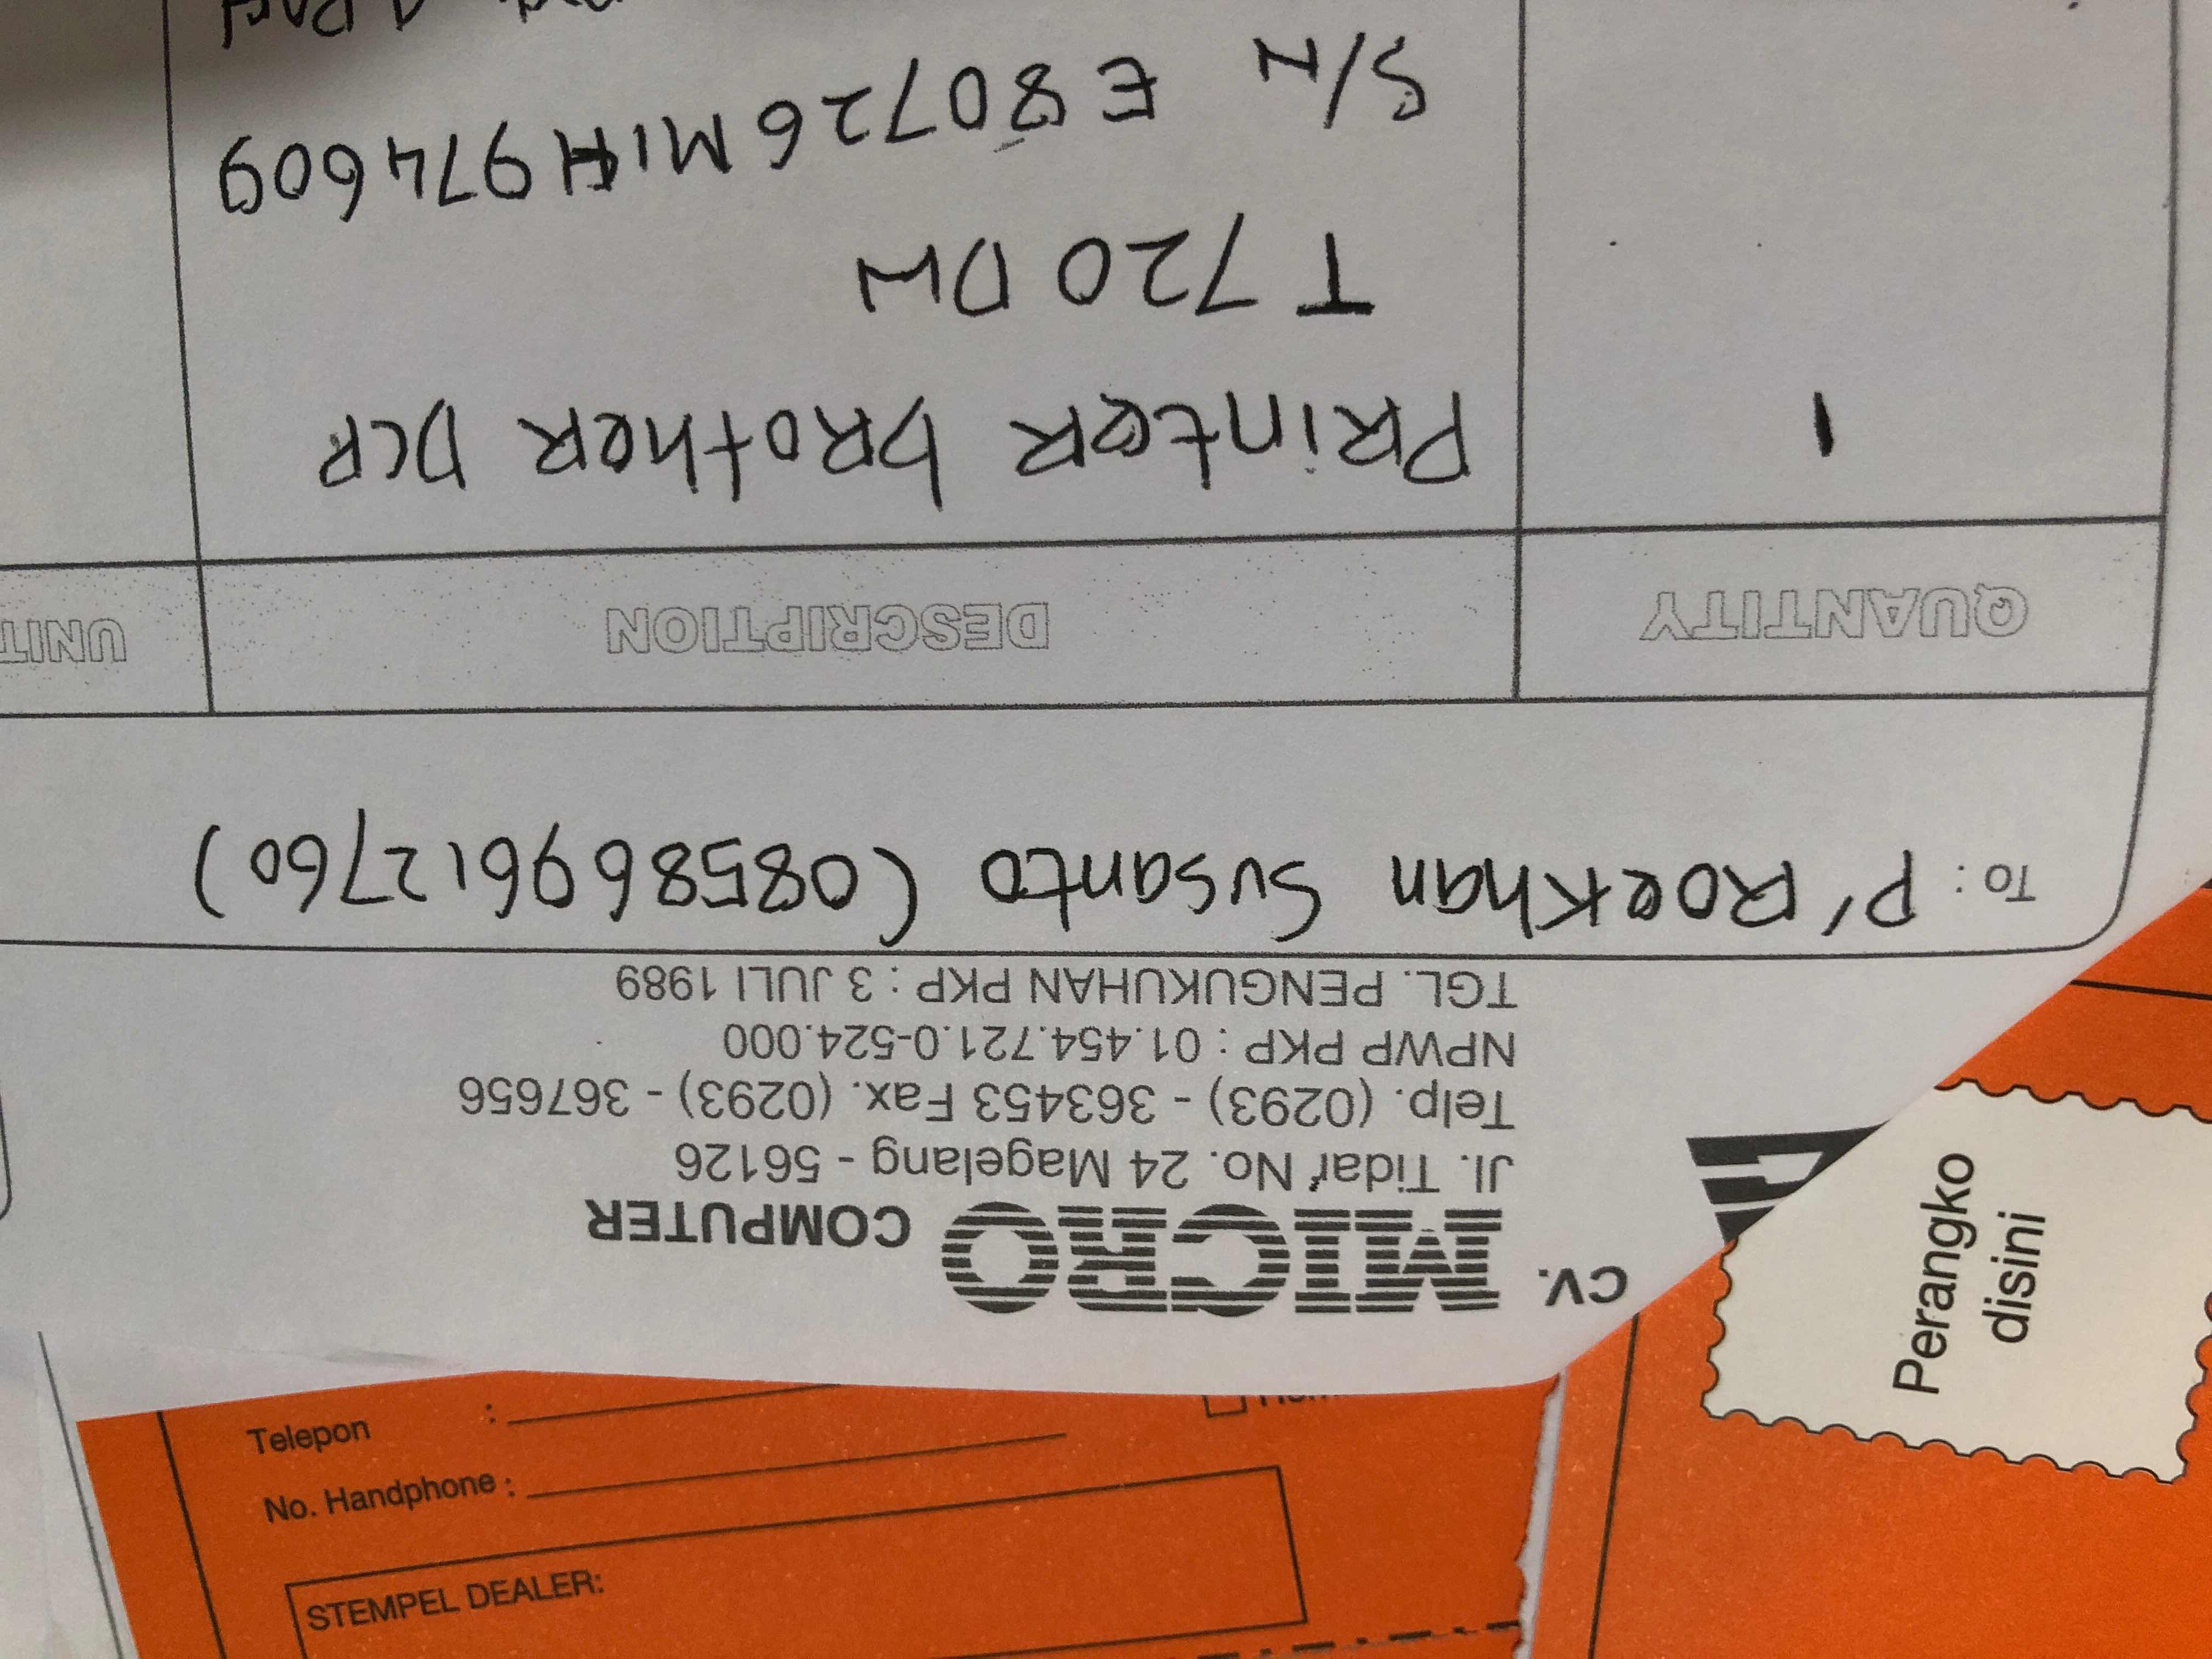 CV. MICRO COMPUTER
Jl. Tidar No. 24 Magelang - 56126
Telp. (0293) - 363453 Fax. (0293) - 367656
NPWP PKP : 01.454.721.0-524.000
TGL. PENGUKUHAN PKP : 3 JULI 1989
To : P' Roekhan Susanto (085869612760)
QUANTITY DESCRIPTION UNIT
1 PRinteR bRotheR DCP
T 720 DW
S/N E80726M1H974609
Perangko
disini
Telepon :
No. Handphone :
STEMPEL DEALER: